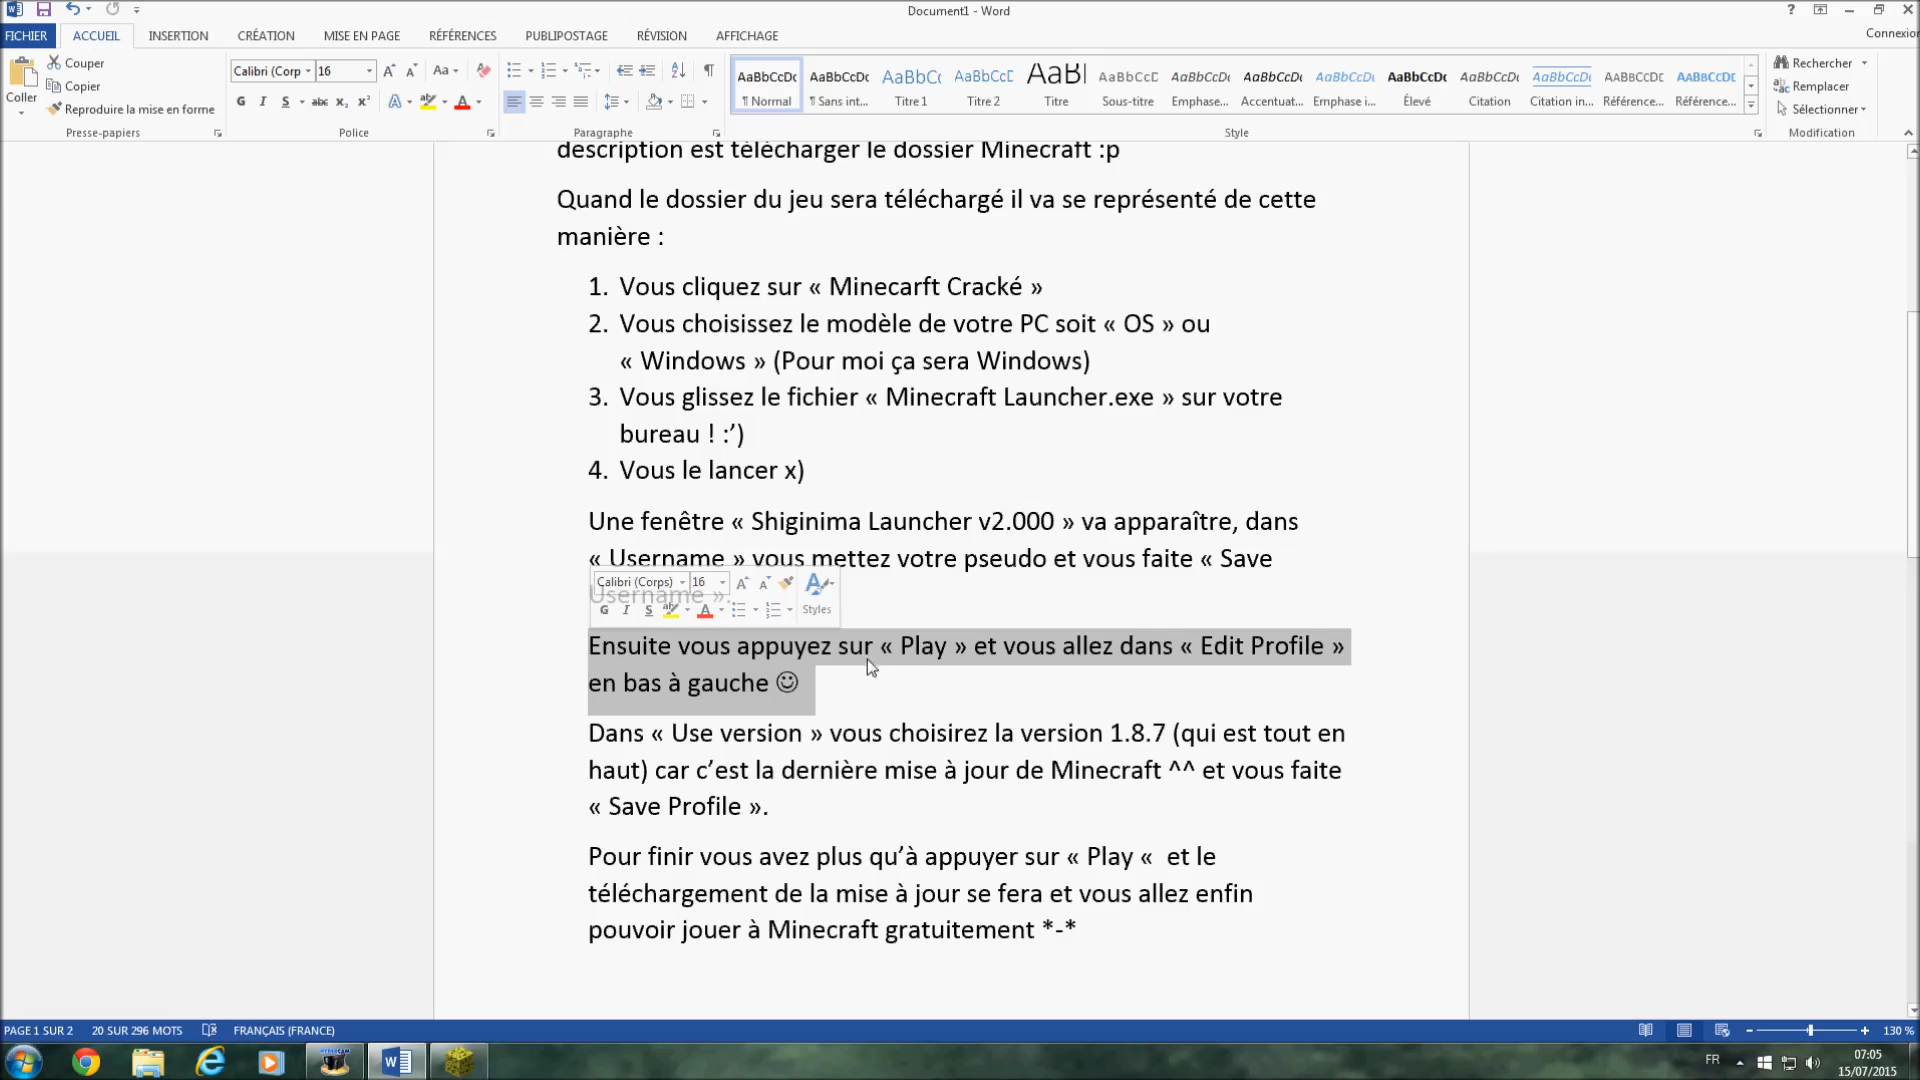 Document1 - Word
FICHIER ACCUEIL INSERTION CRÉATION MISE EN PAGE RÉFÉRENCES PUBLIPOSTAGE RÉVISION AFFICHAGE Connexion
Coller
Couper
Copier
Reproduire la mise en forme
Presse-papiers
Calibri (Corp 16
Police
Paragraphe
¶ Normal ¶ Sans int... Titre 1 Titre 2 Titre Sous-titre Emphase... Accentuat... Emphase i... Élevé Citation Citation in... Référence... Référence...
Style
Rechercher
Remplacer
Sélectionner
Modification
description est télécharger le dossier Minecraft :p
Quand le dossier du jeu sera téléchargé il va se représenté de cette
manière :
1. Vous cliquez sur « Minecarft Cracké »
2. Vous choisissez le modèle de votre PC soit « OS » ou
« Windows » (Pour moi ça sera Windows)
3. Vous glissez le fichier « Minecraft Launcher.exe » sur votre
bureau ! :’)
4. Vous le lancer x)
Une fenêtre « Shiginima Launcher v2.000 » va apparaître, dans
« Username » vous mettez votre pseudo et vous faite « Save
Username ».
Calibri (Corps) 16
G I S Styles
Ensuite vous appuyez sur « Play » et vous allez dans « Edit Profile »
en bas à gauche ☺
Dans « Use version » vous choisirez la version 1.8.7 (qui est tout en
haut) car c’est la dernière mise à jour de Minecraft ^^ et vous faite
« Save Profile ».
Pour finir vous avez plus qu’à appuyer sur « Play « et le
téléchargement de la mise à jour se fera et vous allez enfin
pouvoir jouer à Minecraft gratuitement *-*
PAGE 1 SUR 2 20 SUR 296 MOTS FRANÇAIS (FRANCE) 130 %
FR 07:05
15/07/2015